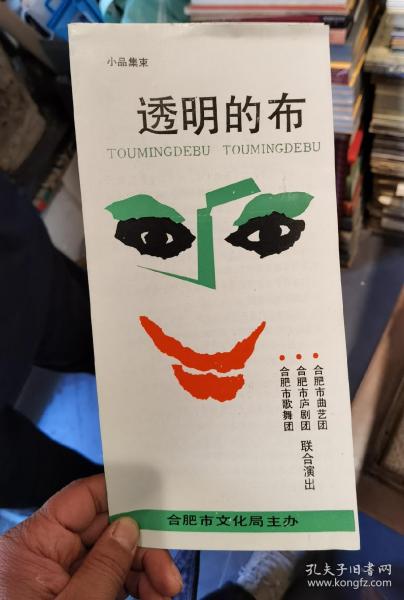 小品集束
透明的布
TOUMINGDEBU TOUMINGDEBU
合肥市曲艺团
合肥市庐剧团
合肥市歌舞团
联合演出
合肥市文化局主办
孔夫子旧书网
www.kongfz.com